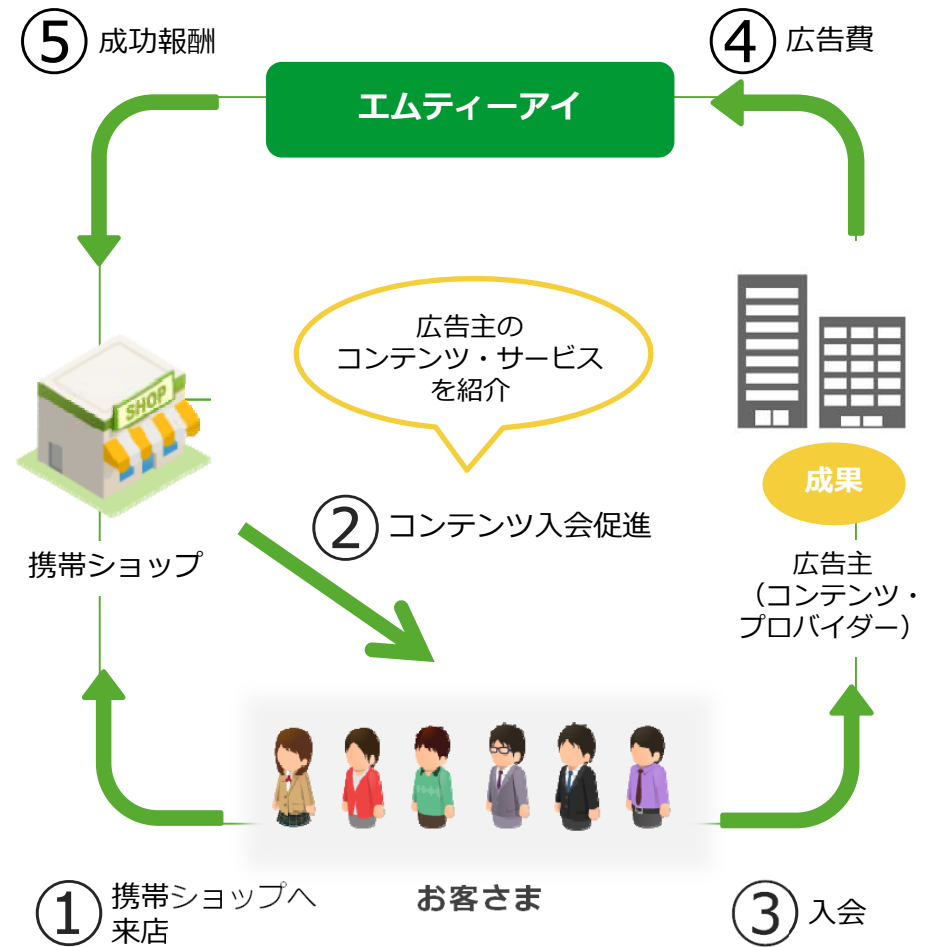 ⑤ 成功報酬
④ 広告費
エムティーアイ
広告主の
コンテンツ・サービス
を紹介
SHOP
成果
② コンテンツ入会促進
携帯ショップ
広告主
（コンテンツ・
プロバイダー）
お客さま
① 携帯ショップへ
来店
③ 入会